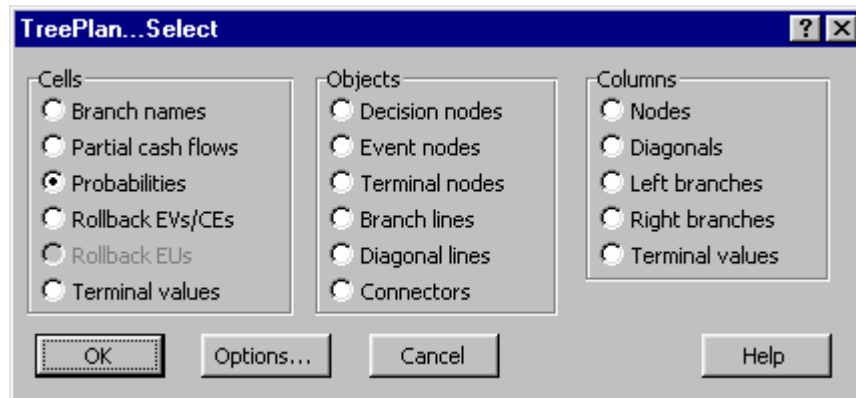 TreePlan...Select
Cells
Branch names
Partial cash flows
Probabilities
Rollback EVs/CEs
Rollback EUs
Terminal values
Objects
Decision nodes
Event nodes
Terminal nodes
Branch lines
Diagonal lines
Connectors
Columns
Nodes
Diagonals
Left branches
Right branches
Terminal values
OK
Options...
Cancel
Help